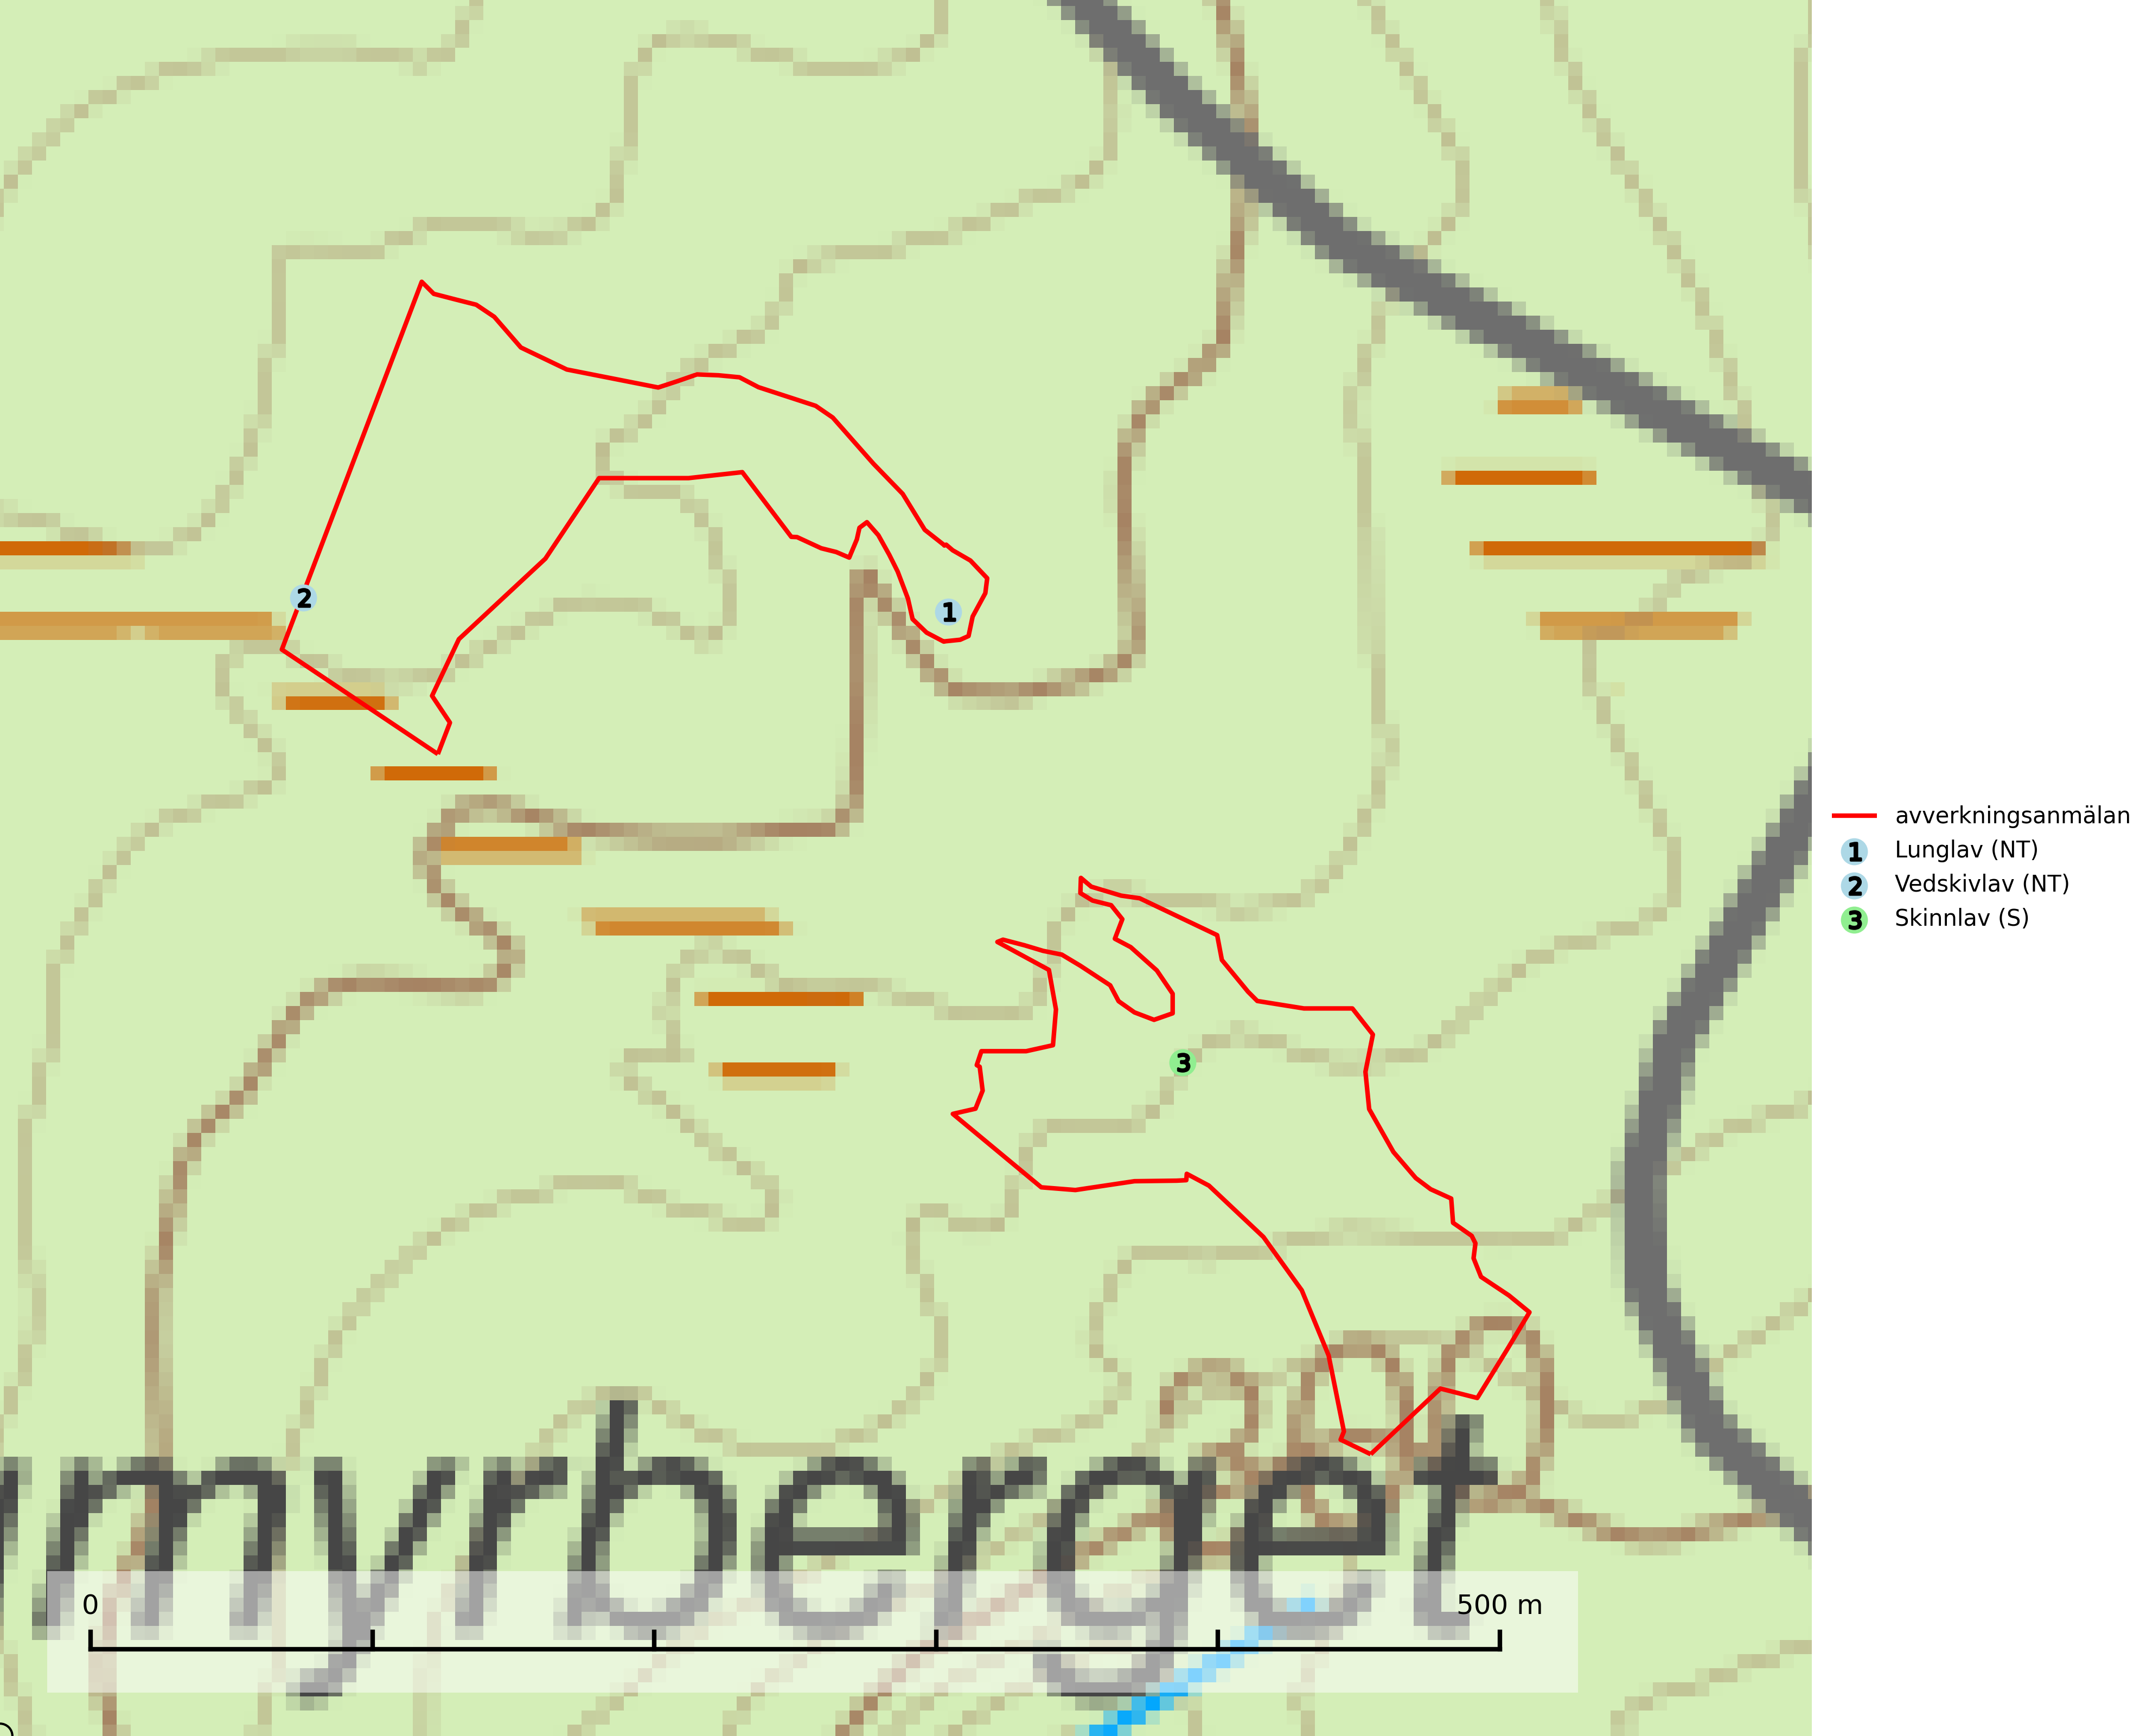 2
1
3
avverkningsanmälan
1 Lunglav (NT)
2 Vedskivlav (NT)
3 Skinnlav (S)
myrberget
0 500 m